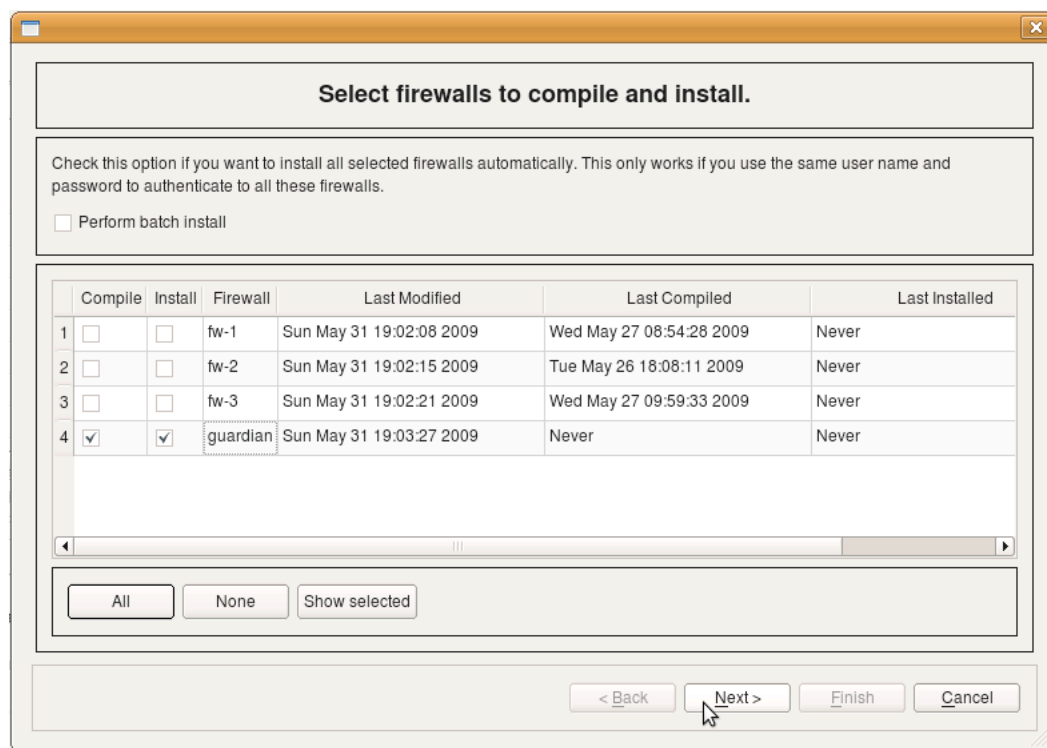 Select firewalls to compile and install.
Check this option if you want to install all selected firewalls automatically. This only works if you use the same user name and
password to authenticate to all these firewalls.
Perform batch install
Compile Install Firewall Last Modified Last Compiled Last Installed
1 fw-1 Sun May 31 19:02:08 2009 Wed May 27 08:54:28 2009 Never
2 fw-2 Sun May 31 19:02:15 2009 Tue May 26 18:08:11 2009 Never
3 fw-3 Sun May 31 19:02:21 2009 Wed May 27 09:59:33 2009 Never
4 guardian Sun May 31 19:03:27 2009 Never Never
All None Show selected
< Back Next > Finish Cancel